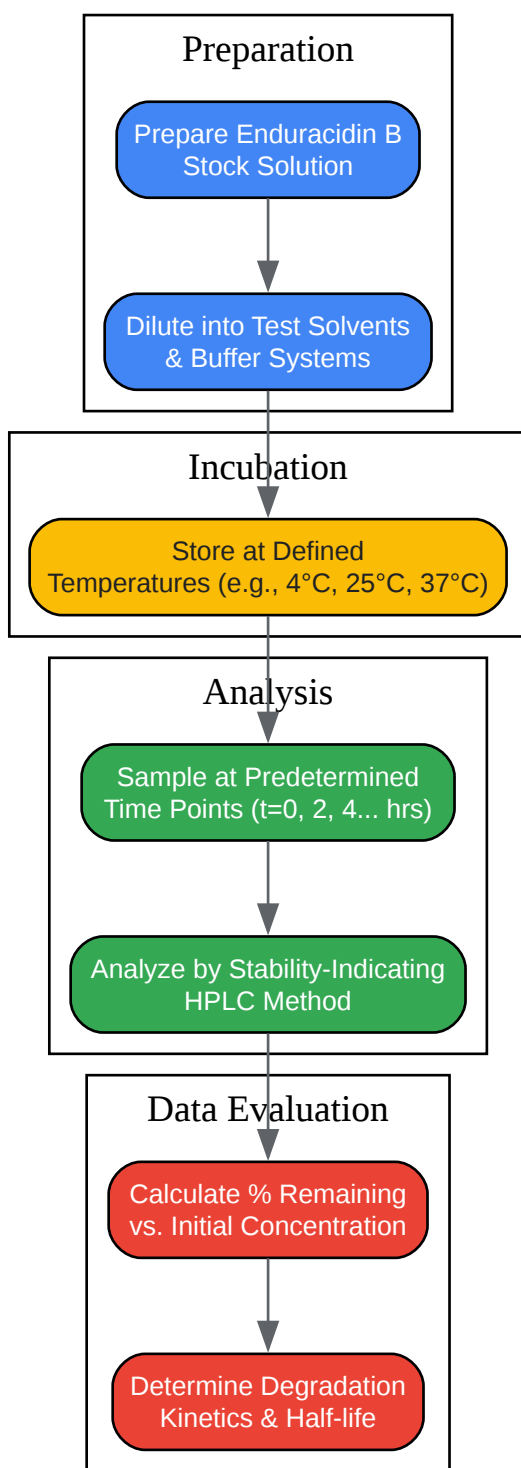 Preparation
Prepare Enduracidin B
Stock Solution
Dilute into Test Solvents
& Buffer Systems
Incubation
Store at Defined
Temperatures (e.g., 4°C, 25°C, 37°C)
Analysis
Sample at Predetermined
Time Points (t=0, 2, 4... hrs)
Analyze by Stability-Indicating
HPLC Method
Data Evaluation
Calculate % Remaining
vs. Initial Concentration
Determine Degradation
Kinetics & Half-life